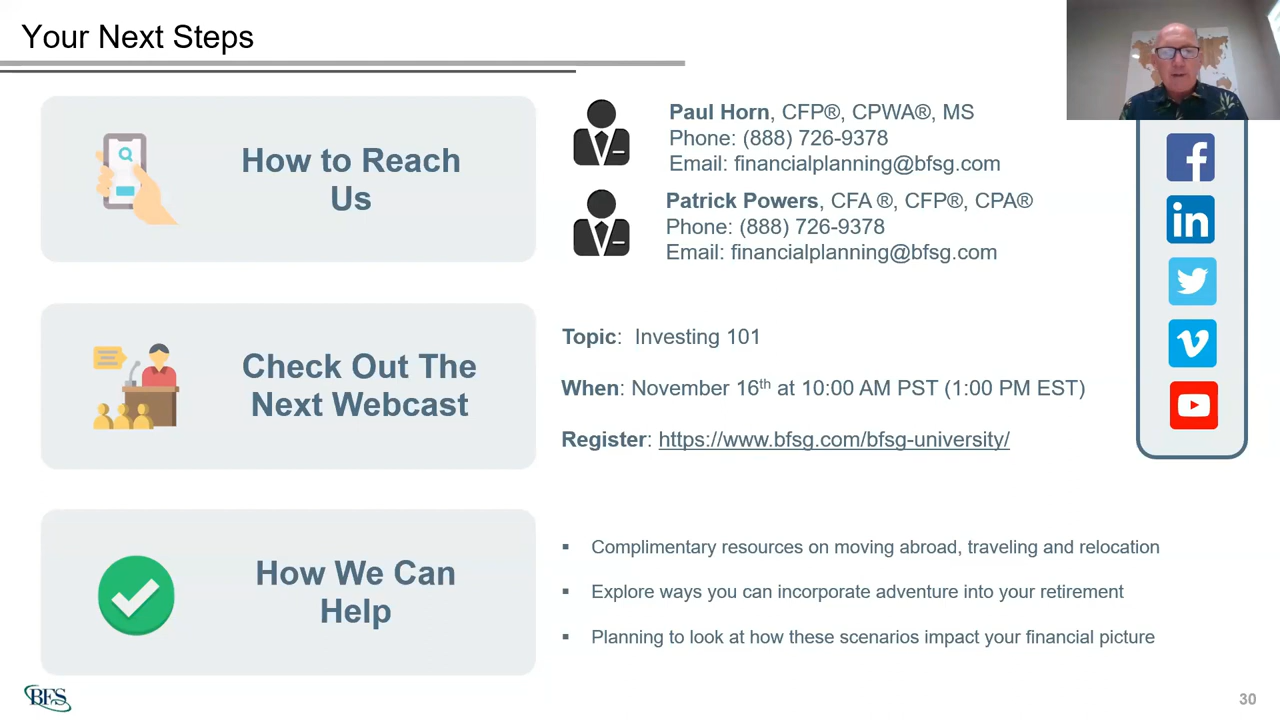 Your Next Steps
How to Reach
Us
Paul Horn, CFP®, CPWA®, MS
Phone: (888) 726-9378
Email: financialplanning@bfsg.com
Patrick Powers, CFA ®, CFP®, CPA®
Phone: (888) 726-9378
Email: financialplanning@bfsg.com
f
in
Check Out The
Next Webcast
Topic: Investing 101
When: November 16th at 10:00 AM PST (1:00 PM EST)
Register: https://www.bfsg.com/bfsg-university/
How We Can
Help
▪ Complimentary resources on moving abroad, traveling and relocation
▪ Explore ways you can incorporate adventure into your retirement
▪ Planning to look at how these scenarios impact your financial picture
BFS
30